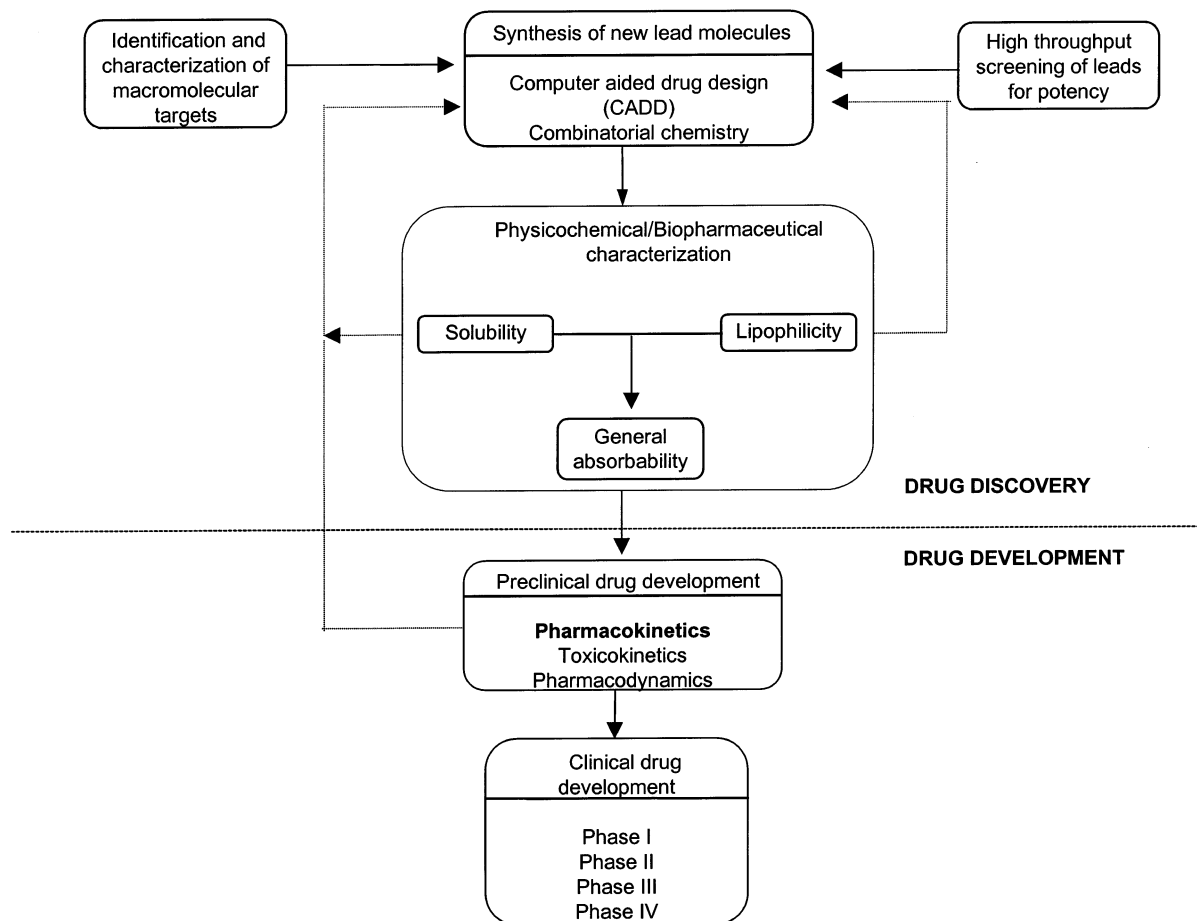 Identification and
characterization of
macromolecular
targets
Synthesis of new lead molecules
Computer aided drug design
(CADD)
Combinatorial chemistry
High throughput
screening of leads
for potency
Physicochemical/Biopharmaceutical
characterization
Solubility
Lipophilicity
General
absorbability
DRUG DISCOVERY
DRUG DEVELOPMENT
Preclinical drug development
Pharmacokinetics
Toxicokinetics
Pharmacodynamics
Clinical drug
development
Phase I
Phase II
Phase III
Phase IV